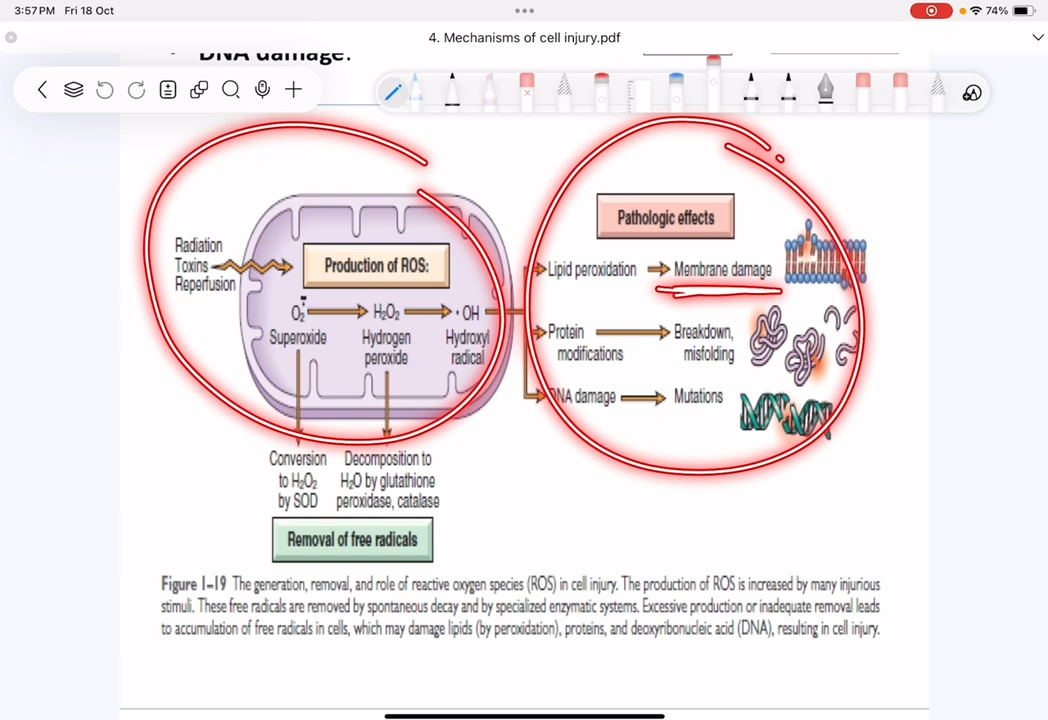 3:57 PM Fri 18 Oct
74%
4. Mechanisms of cell injury.pdf
DNA damage.
Pathologic effects
Radiation
Toxins
Reperfusion
Production of ROS:
Lipid peroxidation
Membrane damage
O₂̄
H₂O₂
· OH
Superoxide
Hydrogen
peroxide
Hydroxyl
radical
Protein
modifications
Breakdown,
misfolding
DNA damage
Mutations
Conversion
to H₂O₂
by SOD
Decomposition to
H₂O by glutathione
peroxidase, catalase
Removal of free radicals
Figure 1–19 The generation, removal, and role of reactive oxygen species (ROS) in cell injury. The production of ROS is increased by many injurious
stimuli. These free radicals are removed by spontaneous decay and by specialized enzymatic systems. Excessive production or inadequate removal leads
to accumulation of free radicals in cells, which may damage lipids (by peroxidation), proteins, and deoxyribonucleic acid (DNA), resulting in cell injury.